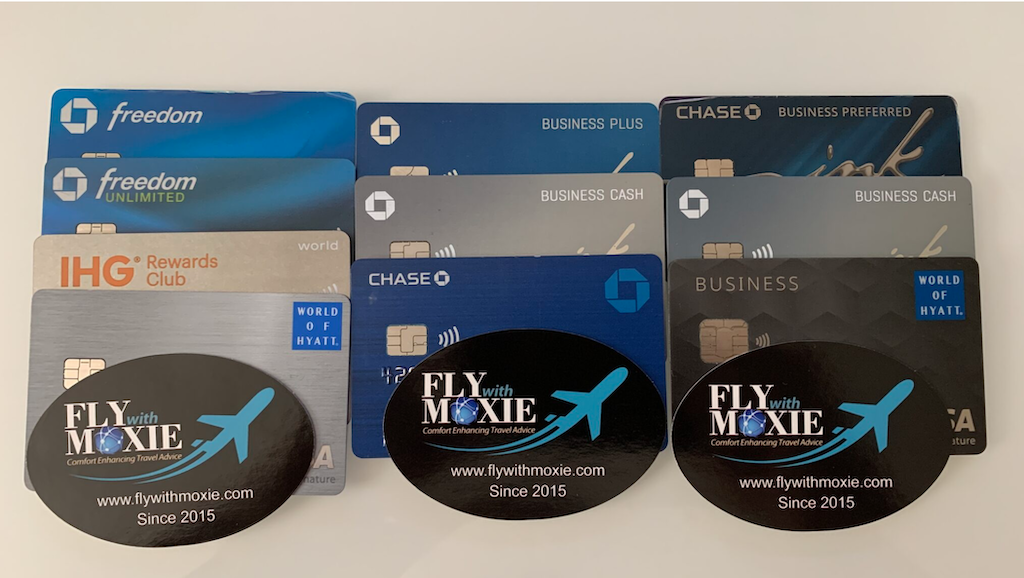 freedom
freedom
UNLIMITED
world
IHG® Rewards
Club
WORLD
OF
HYATT.
FLY with
MOXIE
Comfort Enhancing Travel Advice
www.flywithmoxie.com
Since 2015
BUSINESS PLUS
BUSINESS CASH
CHASE
FLY with
MOXIE
Comfort Enhancing Travel Advice
www.flywithmoxie.com
Since 2015
CHASE BUSINESS PREFERRED
ink
BUSINESS CASH
BUSINESS
WORLD
OF
HYATT.
FLY with
MOXIE
Comfort Enhancing Travel Advice
www.flywithmoxie.com
Since 2015